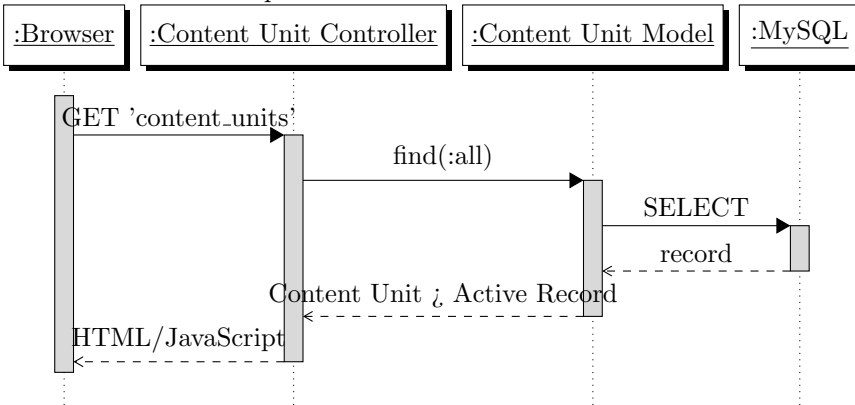 :Browser
:Content Unit Controller
:Content Unit Model
:MySQL
GET ’content_units’
find(:all)
SELECT
record
Content Unit ¿ Active Record
HTML/JavaScript